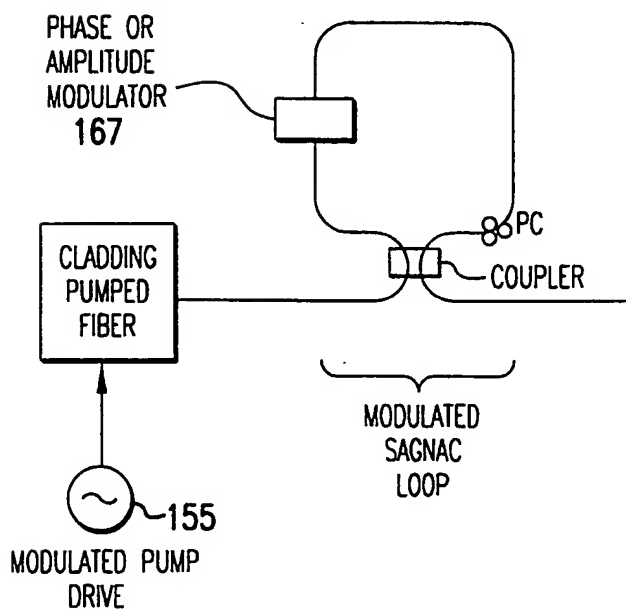 PHASE OR
AMPLITUDE
MODULATOR
167
PC
CLADDING
PUMPED
FIBER
COUPLER
MODULATED
SAGNAC
LOOP
155
MODULATED PUMP
DRIVE